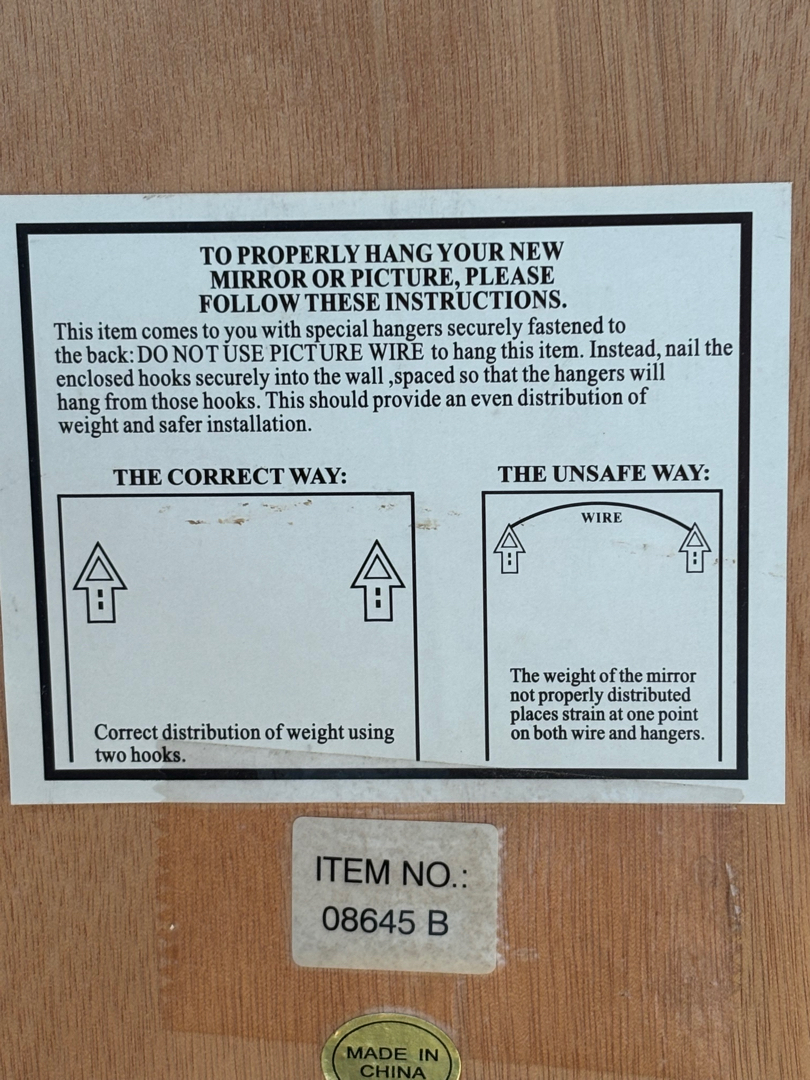 TO PROPERLY HANG YOUR NEW
MIRROR OR PICTURE, PLEASE
FOLLOW THESE INSTRUCTIONS.
This item comes to you with special hangers securely fastened to
the back: DO NOT USE PICTURE WIRE to hang this item. Instead, nail the
enclosed hooks securely into the wall ,spaced so that the hangers will
hang from those hooks. This should provide an even distribution of
weight and safer installation.
THE CORRECT WAY:
Correct distribution of weight using
two hooks.
THE UNSAFE WAY:
WIRE
The weight of the mirror
not properly distributed
places strain at one point
on both wire and hangers.
ITEM NO.:
08645 B
MADE IN
CHINA